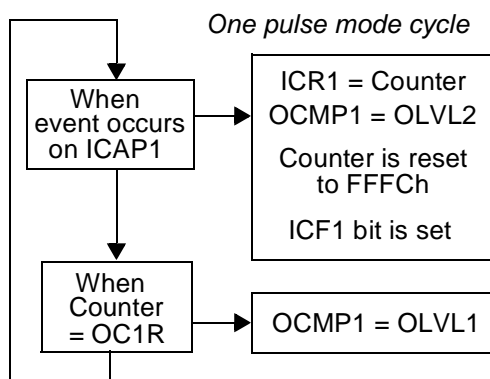 One pulse mode cycle
When
event occurs
on ICAP1
ICR1 = Counter
OCMP1 = OLVL2
Counter is reset
to FFFCh
ICF1 bit is set
When
Counter
= OC1R
OCMP1 = OLVL1